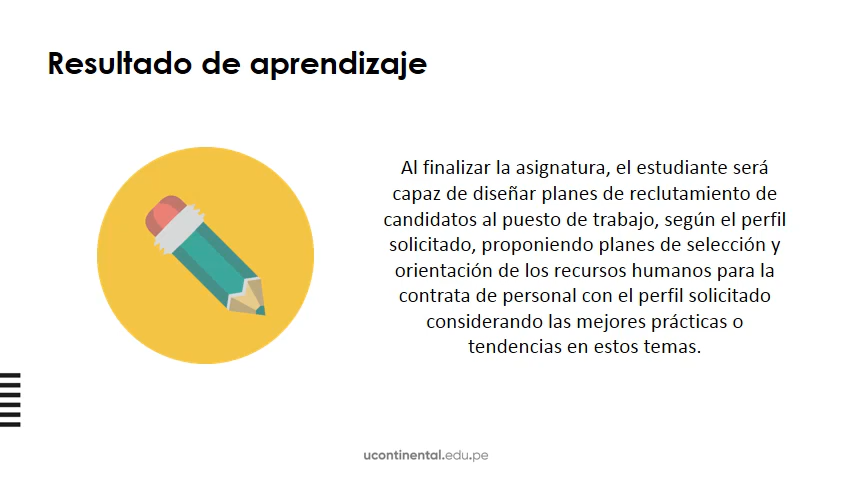 Resultado de aprendizaje
Al finalizar la asignatura, el estudiante será
capaz de diseñar planes de reclutamiento de
candidatos al puesto de trabajo, según el perfil
solicitado, proponiendo planes de selección y
orientación de los recursos humanos para la
contrata de personal con el perfil solicitado
considerando las mejores prácticas o
tendencias en estos temas.
ucontinental.edu.pe